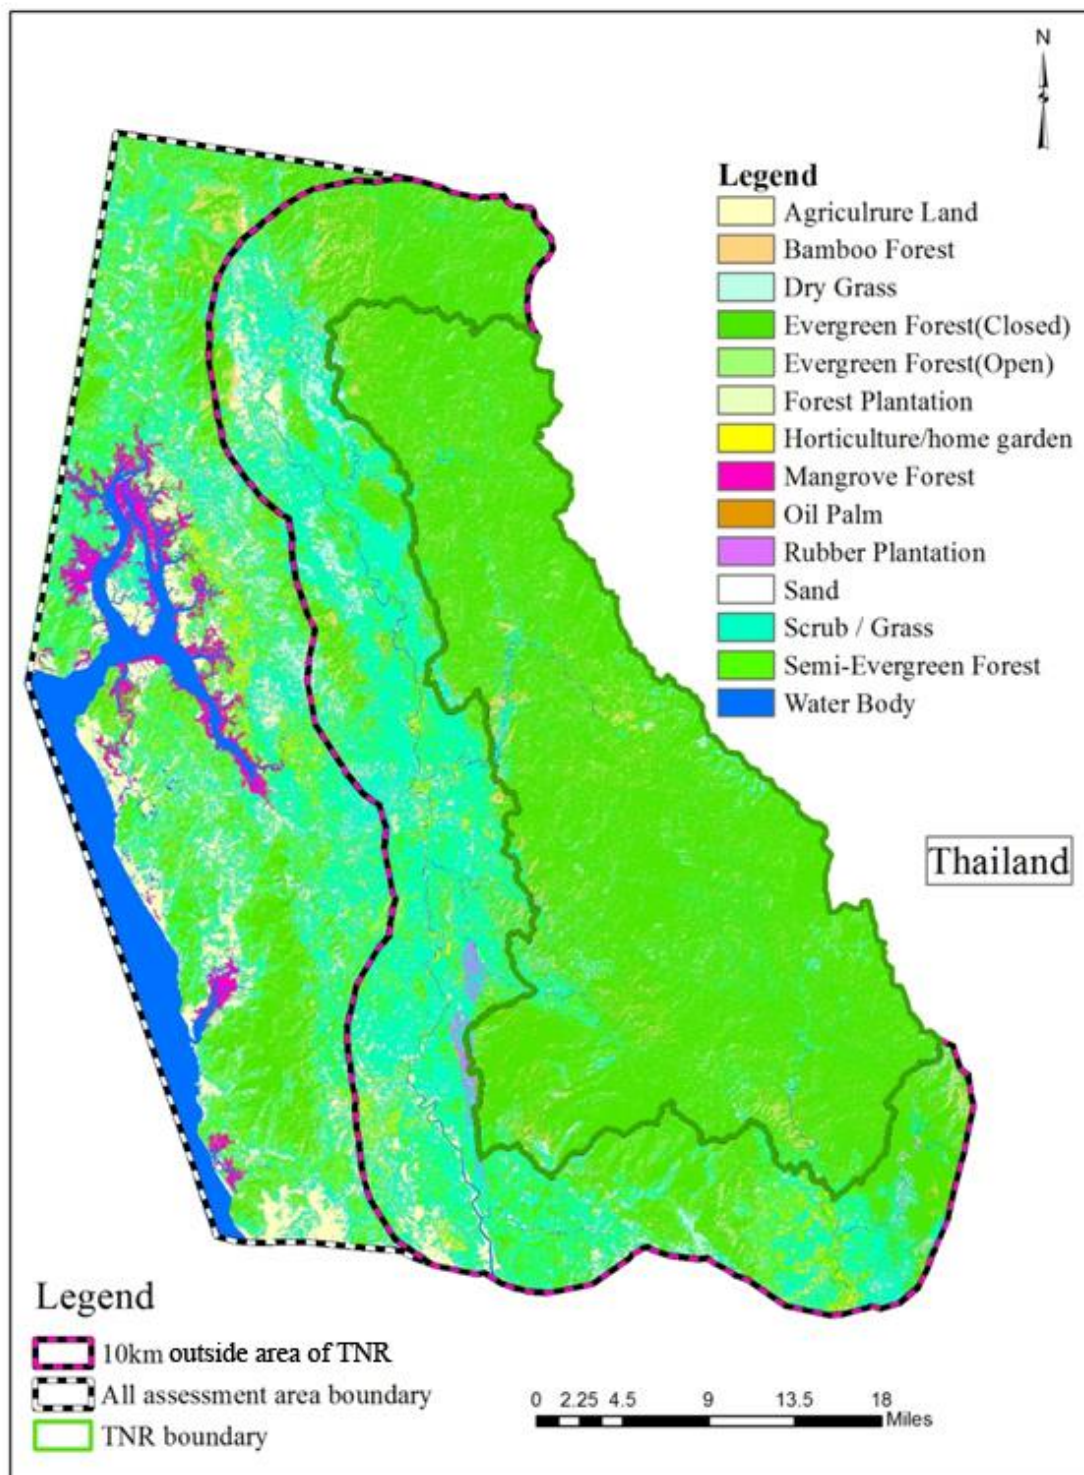 N
Legend
Agriculrure Land
Bamboo Forest
Dry Grass
Evergreen Forest(Closed)
Evergreen Forest(Open)
Forest Plantation
Horticulture/home garden
Mangrove Forest
Oil Palm
Rubber Plantation
Sand
Scrub / Grass
Semi-Evergreen Forest
Water Body
Thailand
Legend
10km outside area of TNR
All assessment area boundary
TNR boundary
0 2.25 4.5 9 13.5 18
Miles